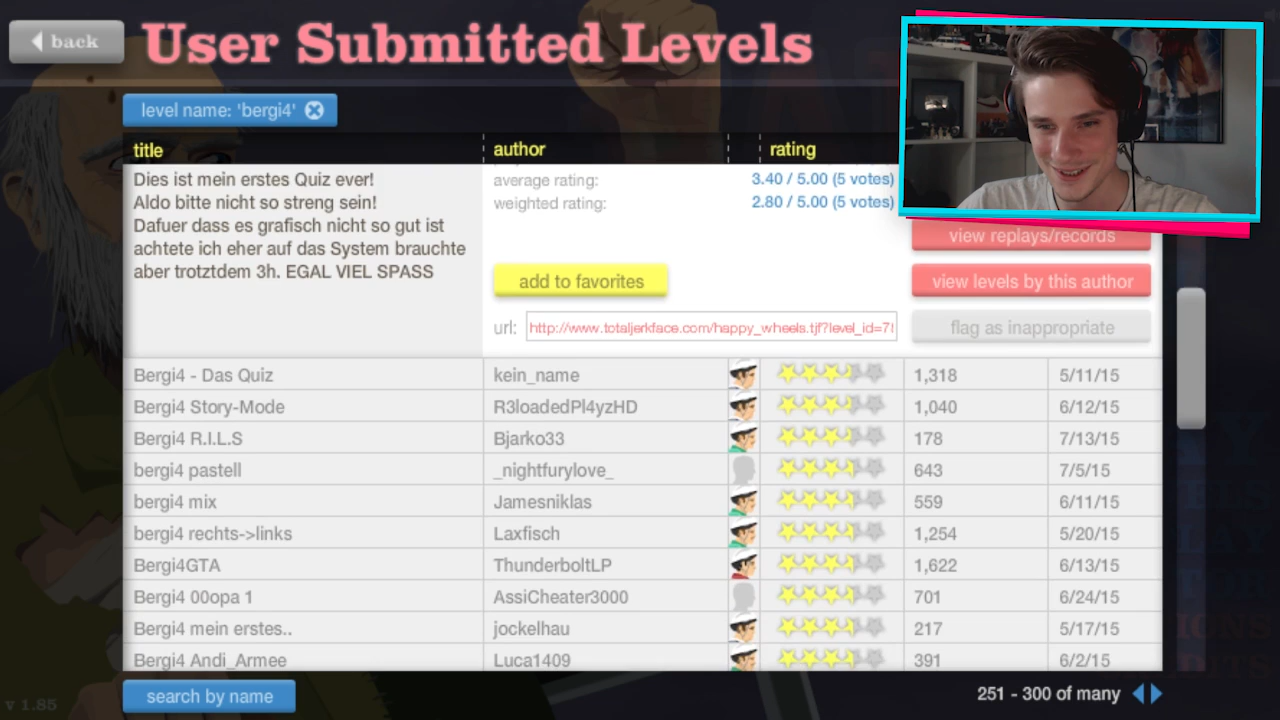 back
User Submitted Levels
level name: 'bergi4'
title author rating
Dies ist mein erstes Quiz ever!
Aldo bitte nicht so streng sein!
Dafuer dass es grafisch nicht so gut ist
achtete ich eher auf das System brauchte
aber trotztdem 3h. EGAL VIEL SPASS
average rating: 3.40 / 5.00 (5 votes)
weighted rating: 2.80 / 5.00 (5 votes)
add to favorites
url: http://www.totaljerkface.com/happy_wheels.tjf?level_id=7
view replays/records
view levels by this author
flag as inappropriate
Bergi4 - Das Quiz kein_name 1,318 5/11/15
Bergi4 Story-Mode R3loadedPl4yzHD 1,040 6/12/15
Bergi4 R.I.L.S Bjarko33 178 7/13/15
bergi4 pastell _nightfurylove_ 643 7/5/15
bergi4 mix Jamesniklas 559 6/11/15
bergi4 rechts->links Laxfisch 1,254 5/20/15
Bergi4GTA ThunderboltLP 1,622 6/13/15
Bergi4 00opa 1 AssiCheater3000 701 6/24/15
Bergi4 mein erstes.. jockelhau 217 5/17/15
Bergi4 Andi_Armee Luca1409 391 6/2/15
search by name
251 - 300 of many
v 1.85